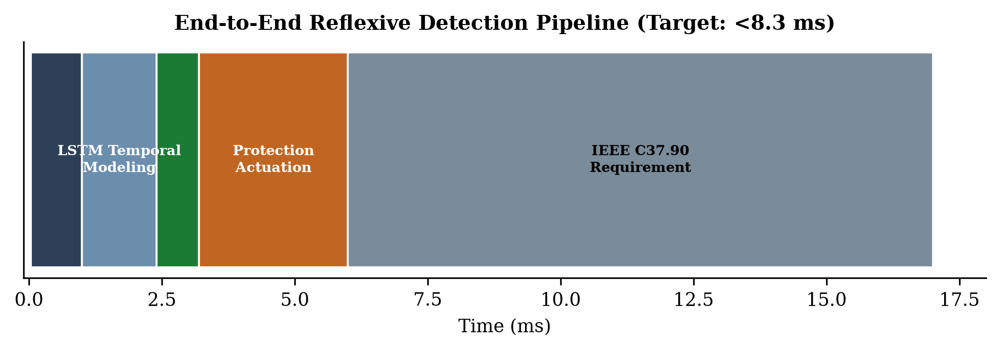 End-to-End Reflexive Detection Pipeline (Target: <8.3 ms)
LSTM Temporal
Modeling
Protection
Actuation
IEEE C37.90
Requirement
0.0 2.5 5.0 7.5 10.0 12.5 15.0 17.5
Time (ms)